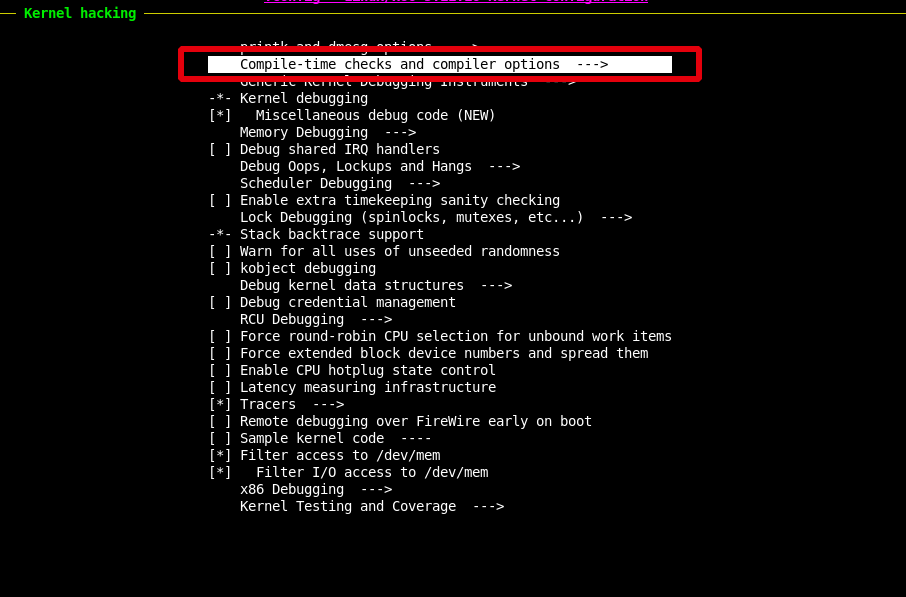 Kernel hacking
printk and dmesg options --->
Compile-time checks and compiler options --->
Generic Kernel Debugging Instruments --->
-*- Kernel debugging
[*] Miscellaneous debug code (NEW)
Memory Debugging --->
[ ] Debug shared IRQ handlers
Debug Oops, Lockups and Hangs --->
Scheduler Debugging --->
[ ] Enable extra timekeeping sanity checking
Lock Debugging (spinlocks, mutexes, etc...) --->
-*- Stack backtrace support
[ ] Warn for all uses of unseeded randomness
[ ] kobject debugging
Debug kernel data structures --->
[ ] Debug credential management
RCU Debugging --->
[ ] Force round-robin CPU selection for unbound work items
[ ] Force extended block device numbers and spread them
[ ] Enable CPU hotplug state control
[ ] Latency measuring infrastructure
[*] Tracers --->
[ ] Remote debugging over FireWire early on boot
[ ] Sample kernel code ----
[*] Filter access to /dev/mem
[*] Filter I/O access to /dev/mem
x86 Debugging --->
Kernel Testing and Coverage --->